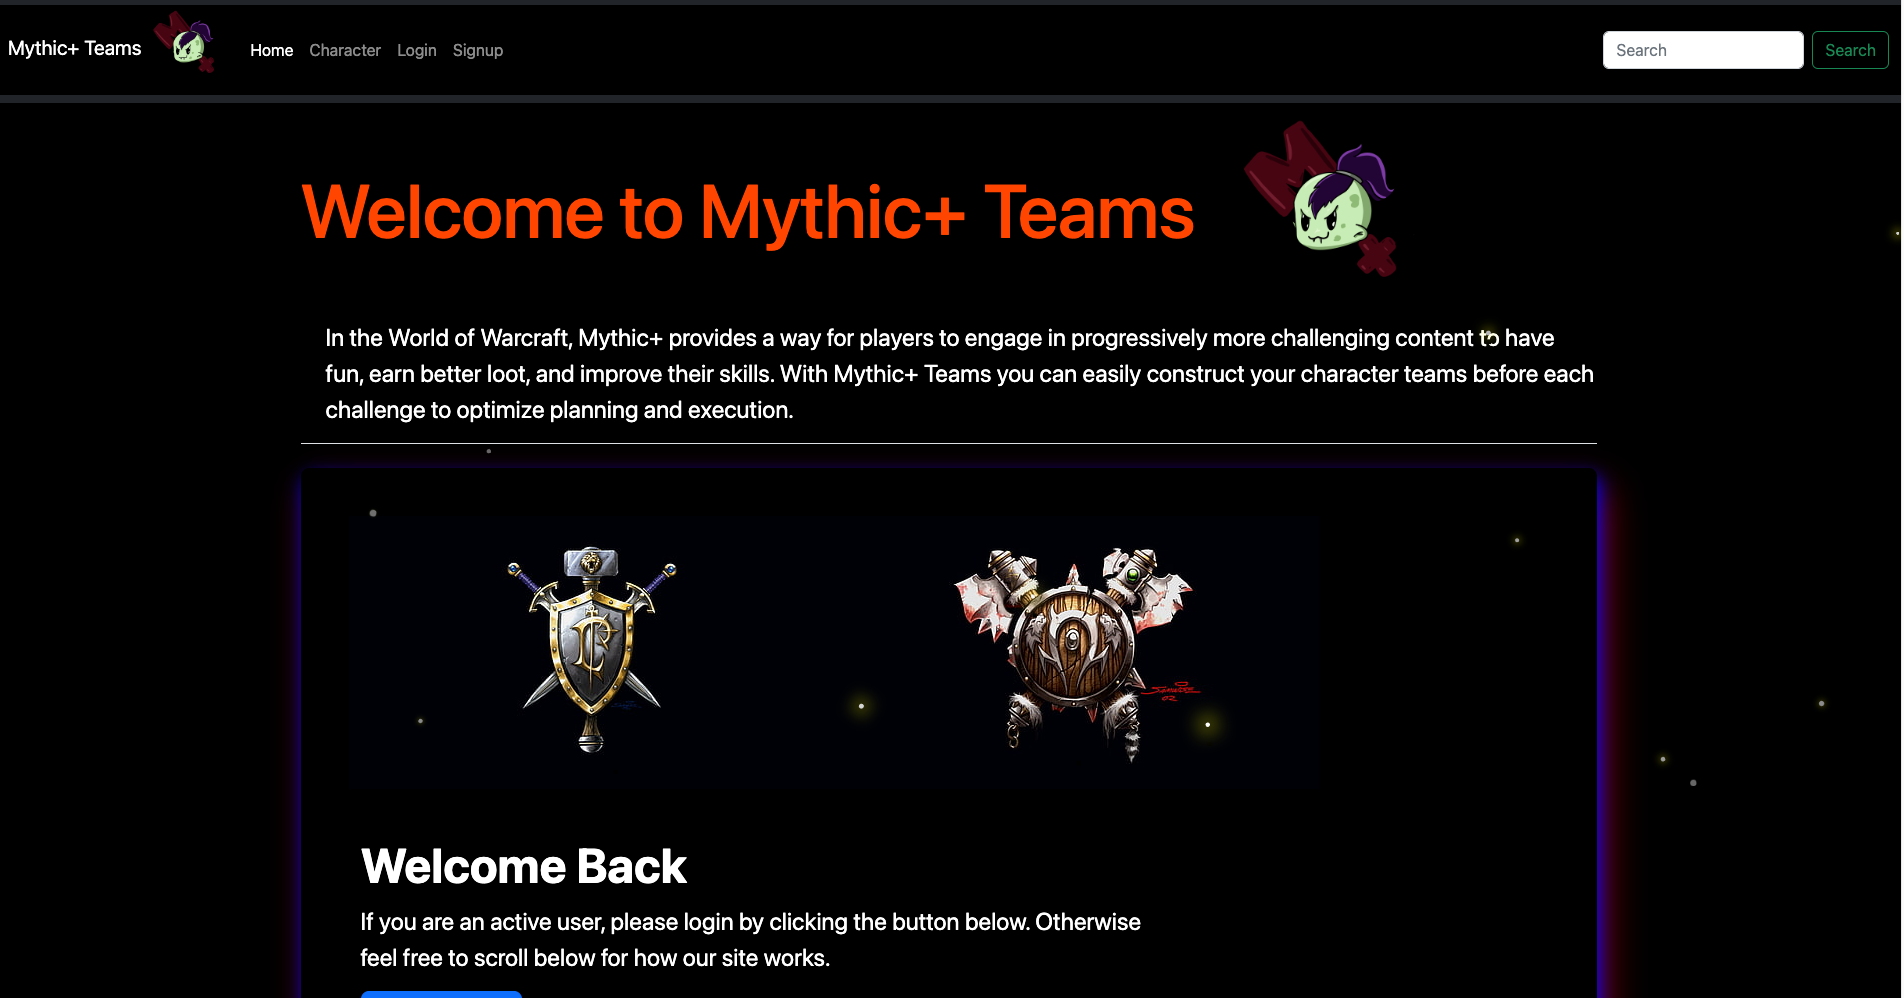 Mythic+ Teams
Home Character Login Signup
Search Search
Welcome to Mythic+ Teams
In the World of Warcraft, Mythic+ provides a way for players to engage in progressively more challenging content to have
fun, earn better loot, and improve their skills. With Mythic+ Teams you can easily construct your character teams before each
challenge to optimize planning and execution.
Welcome Back
If you are an active user, please login by clicking the button below. Otherwise
feel free to scroll below for how our site works.